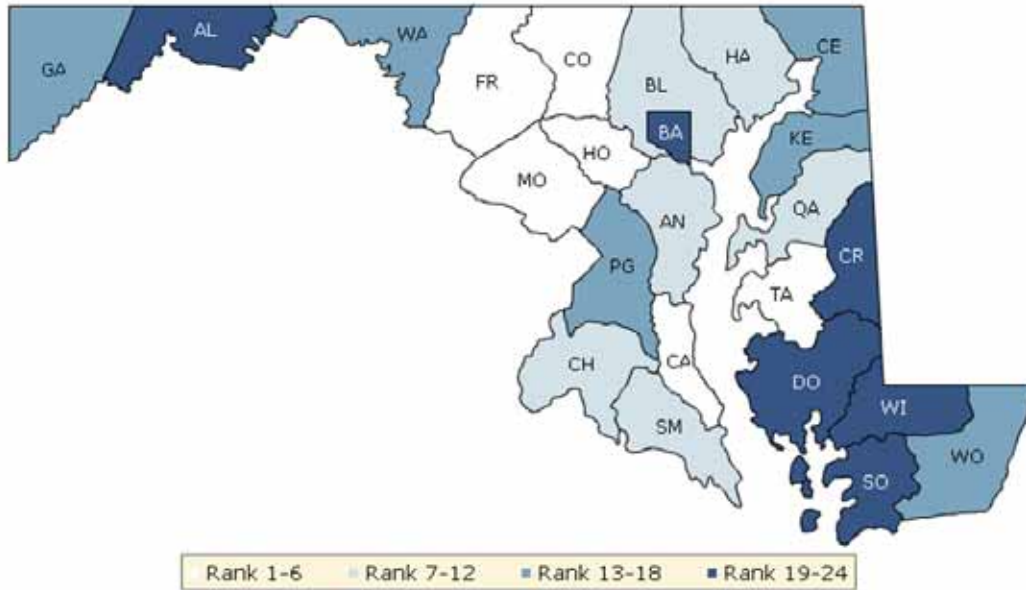 AL
WA
GA
FR
CO
BL
HA
CE
BA
KE
HO
MO
AN
QA
PG
CR
TA
CH
CA
DO
WI
SM
WO
SO
Rank 1-6 Rank 7-12 Rank 13-18 Rank 19-24